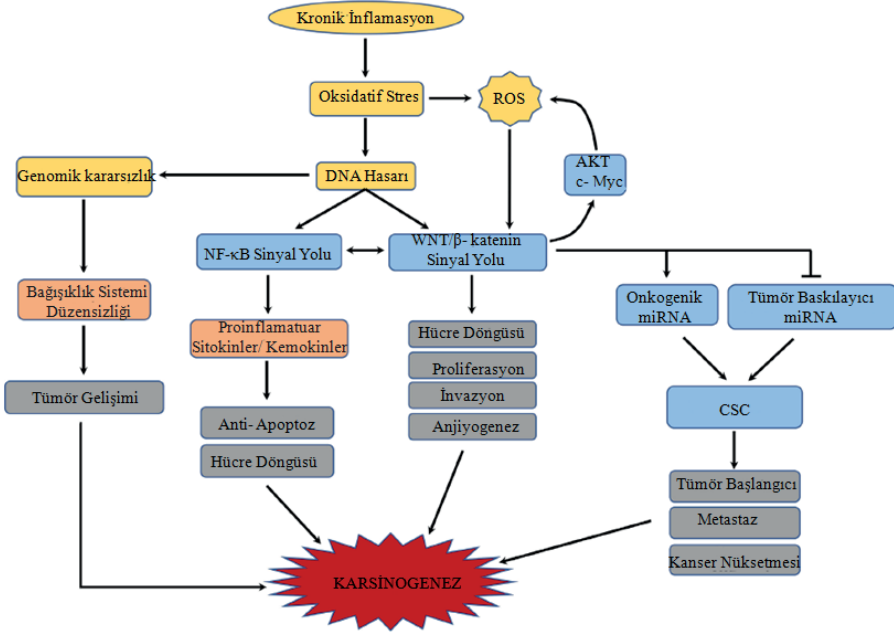 Kronik İnflamasyon
Oksidatif Stres
ROS
AKT
c- Myc
Genomik kararsızlık
DNA Hasarı
NF-κB Sinyal Yolu
WNT/β- katenin
Sinyal Yolu
Bağışıklık Sistemi
Düzensizliği
Proinflamatuar
Sitokinler/ Kemokinler
Hücre Döngüsü
Proliferasyon
İnvazyon
Anjiyogenez
Onkogenik
miRNA
Tümör Baskılayıcı
miRNA
Tümör Gelişimi
Anti- Apoptoz
Hücre Döngüsü
CSC
Tümör Başlangıcı
Metastaz
Kanser Nüksetmesi
KARSİNOGENEZ